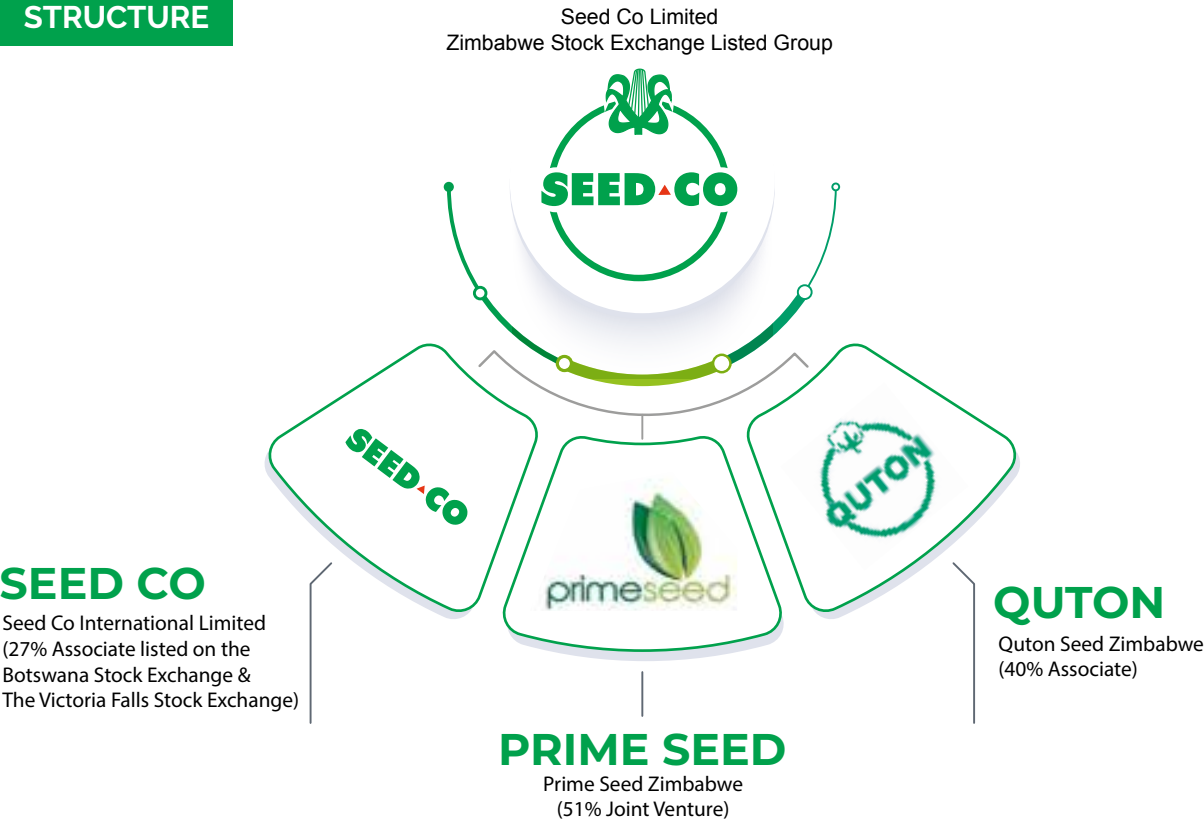 STRUCTURE
Seed Co Limited
Zimbabwe Stock Exchange Listed Group
SEED CO
SEED CO
primeseed
QUTON
SEED CO
Seed Co International Limited
(27% Associate listed on the
Botswana Stock Exchange &
The Victoria Falls Stock Exchange)
PRIME SEED
Prime Seed Zimbabwe
(51% Joint Venture)
QUTON
Quton Seed Zimbabwe
(40% Associate)